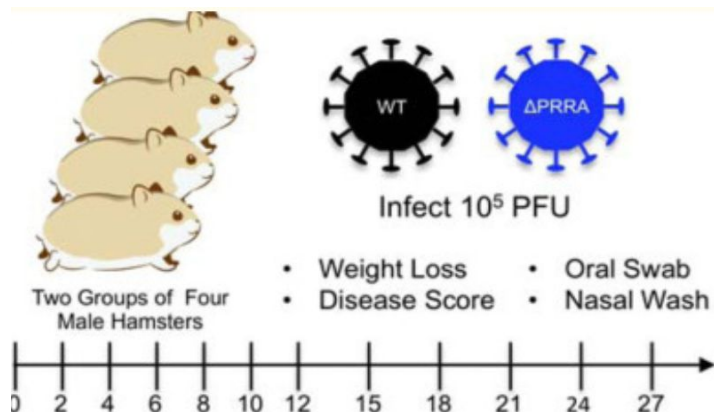 WT
ΔPRRA
Infect 10⁵ PFU
• Weight Loss
• Disease Score
• Oral Swab
• Nasal Wash
Two Groups of Four
Male Hamsters
0 2 4 6 8 10 12 15 18 21 24 27